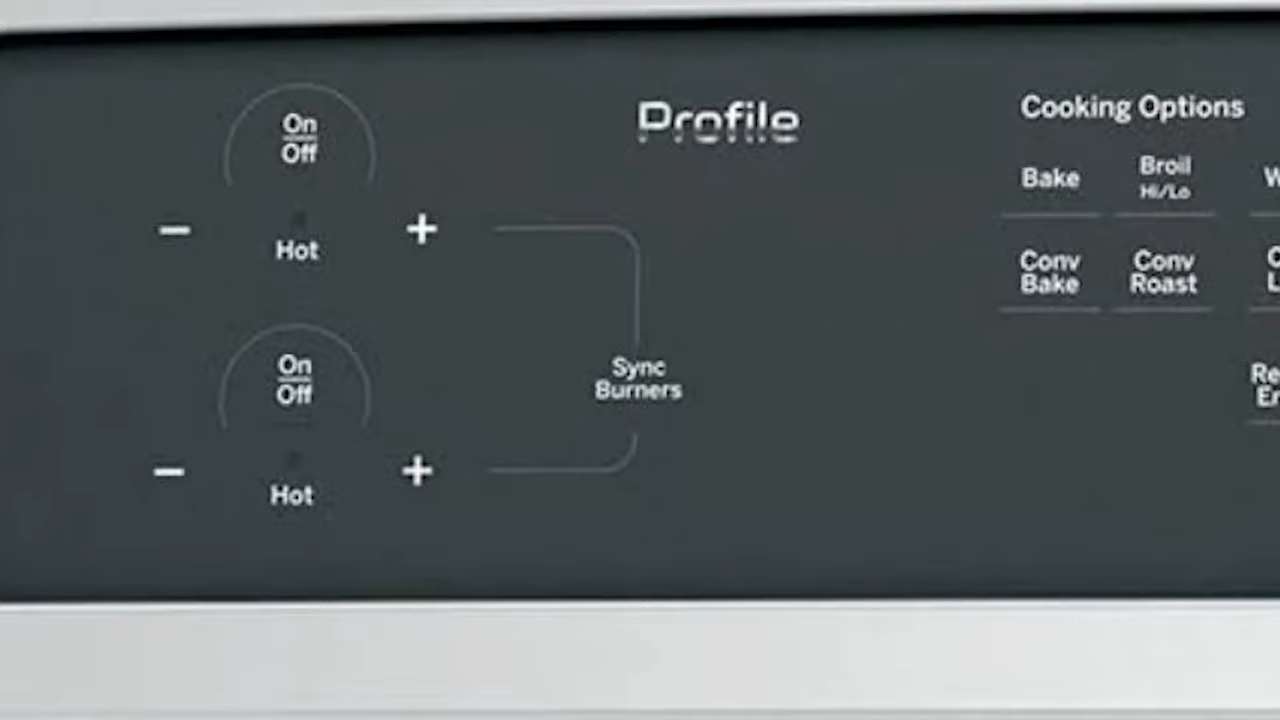 On
Off
−
Hot
+
On
Off
−
Hot
+
Sync
Burners
Profile
Cooking Options
Bake
Broil
Hi/Lo
Conv
Bake
Conv
Roast